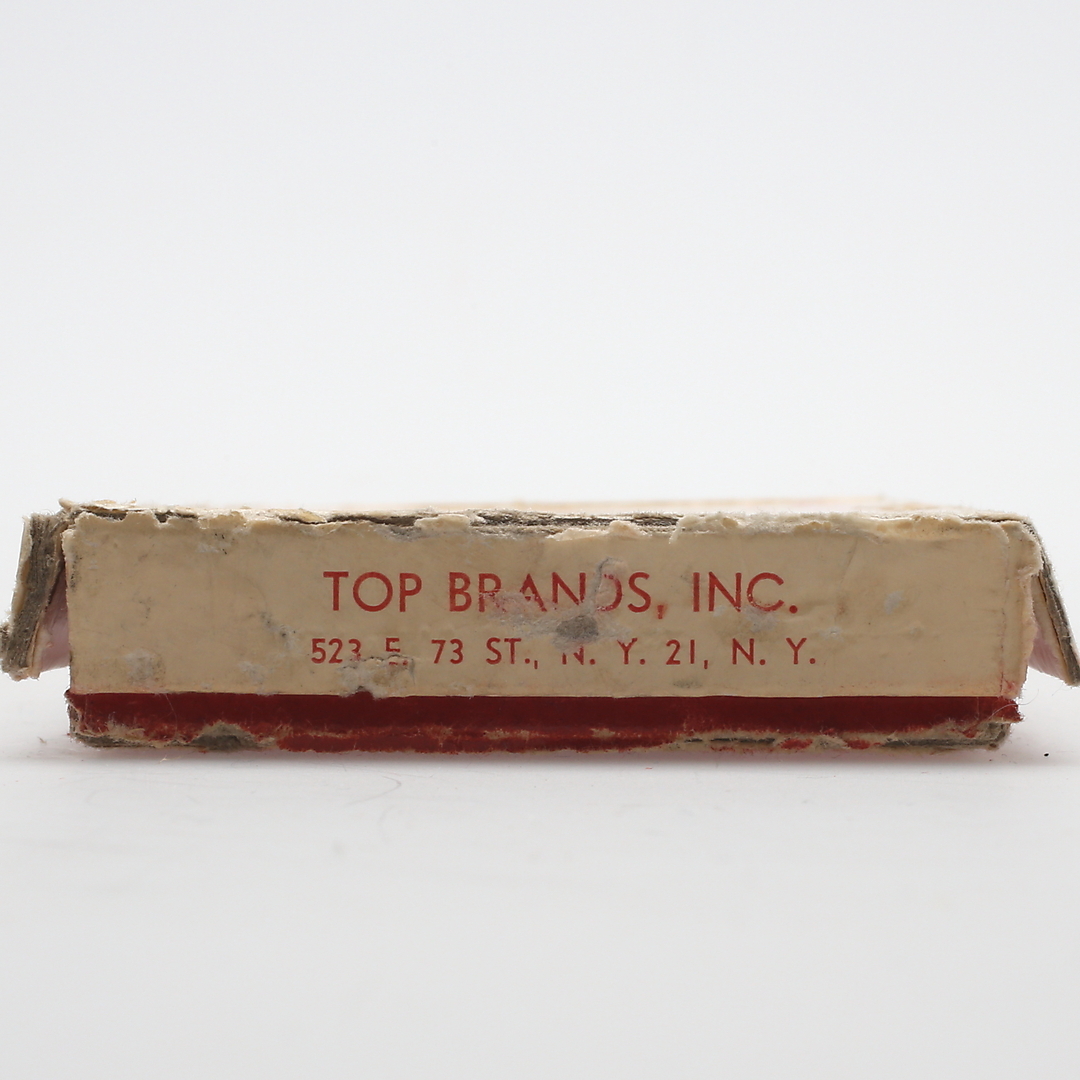 TOP BRANDS, INC.
523 E. 73 ST., N. Y. 21, N. Y.